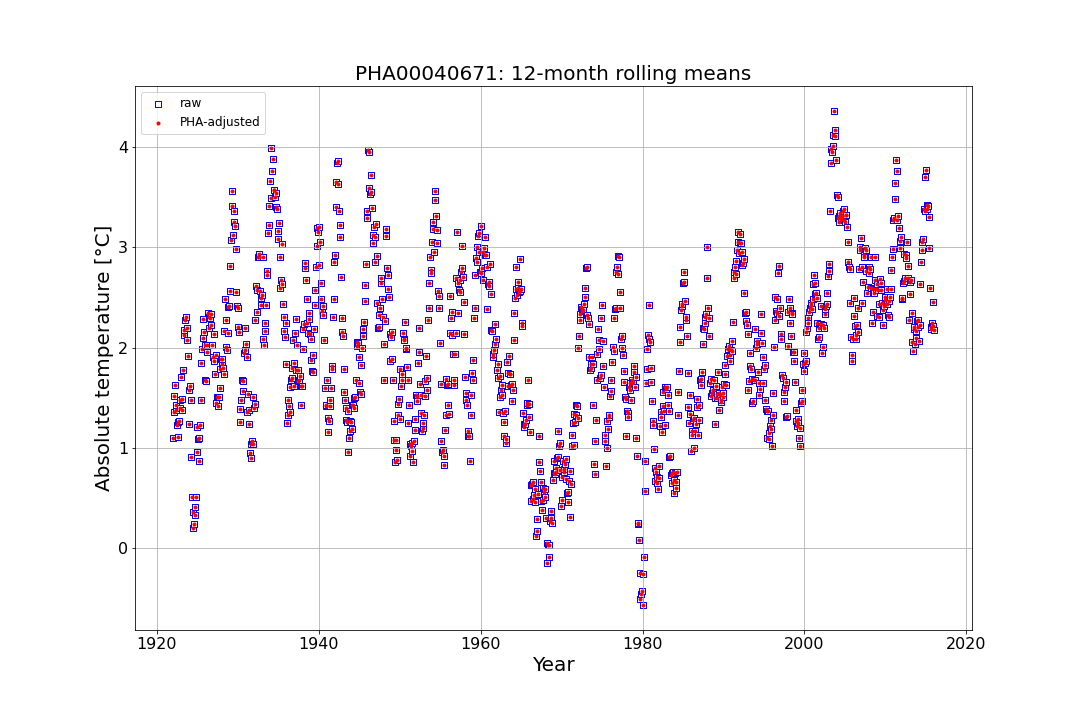 PHA00040671: 12-month rolling means
raw
PHA-adjusted
Absolute temperature [°C]
4
3
2
1
0
1920 1940 1960 1980 2000 2020
Year